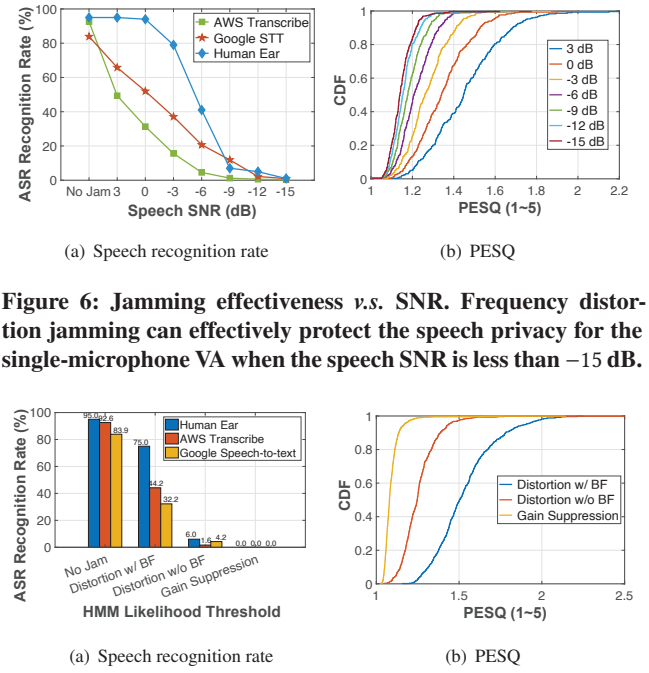 ASR Recognition Rate (%)
100
80
60
40
20
0
AWS Transcribe
Google STT
Human Ear
No Jam 3 0 -3 -6 -9 -12 -15
Speech SNR (dB)
(a) Speech recognition rate
CDF
1
0.8
0.6
0.4
0.2
0
3 dB
0 dB
-3 dB
-6 dB
-9 dB
-12 dB
-15 dB
1 1.2 1.4 1.6 1.8 2 2.2
PESQ (1~5)
(b) PESQ
Figure 6: Jamming effectiveness v.s. SNR. Frequency distor-
tion jamming can effectively protect the speech privacy for the
single-microphone VA when the speech SNR is less than −15 dB.
ASR Recognition Rate (%)
100
80
60
40
20
0
95.0 92.6 83.9
75.0 44.2 32.2
6.0 1.6 4.2
0.0 0.0 0.0
Human Ear
AWS Transcribe
Google Speech-to-text
No Jam
Distortion w/ BF
Distortion w/o BF
Gain Suppression
HMM Likelihood Threshold
(a) Speech recognition rate
CDF
1
0.8
0.6
0.4
0.2
0
Distortion w/ BF
Distortion w/o BF
Gain Suppression
1 1.5 2 2.5
PESQ (1~5)
(b) PESQ